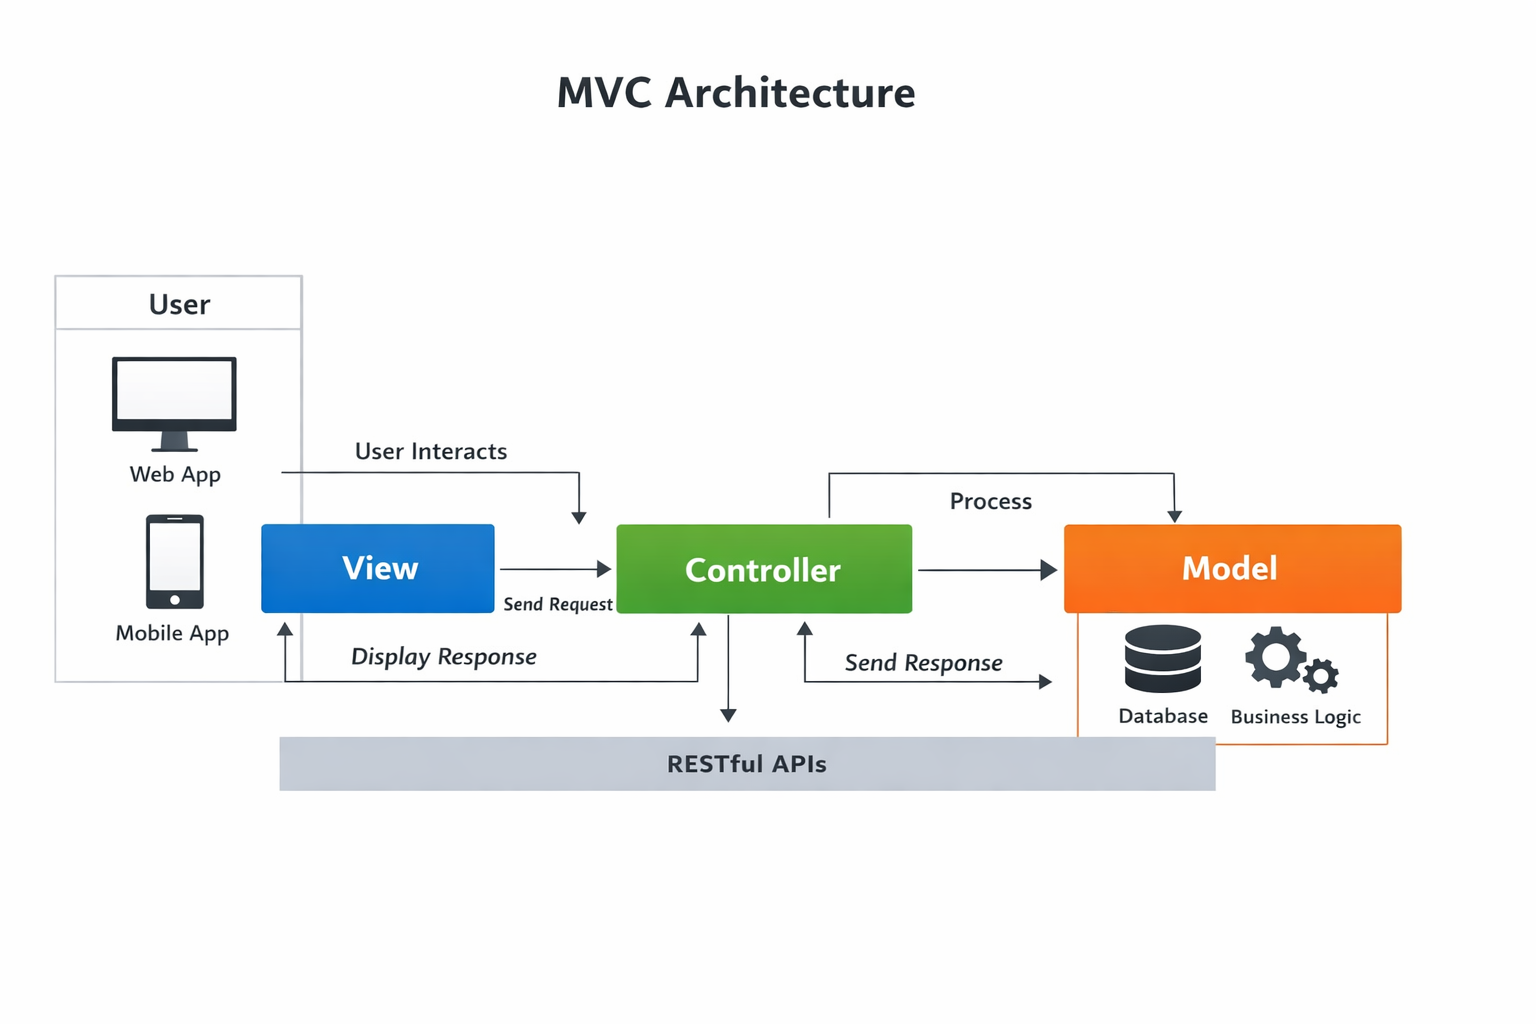 MVC Architecture
User
Web App
Mobile App
User Interacts
View
Send Request
Controller
Process
Model
Display Response
Send Response
Database
Business Logic
RESTful APIs